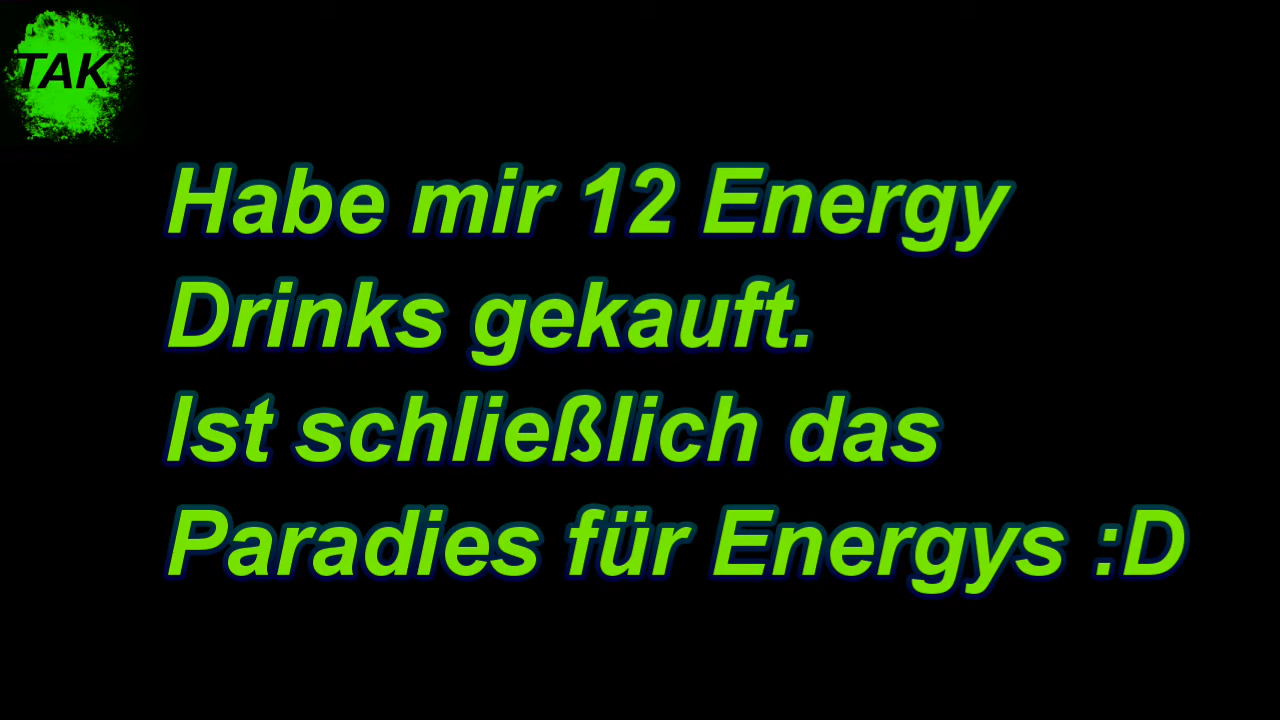 TAK
Habe mir 12 Energy
Drinks gekauft.
Ist schließlich das
Paradies für Energys :D